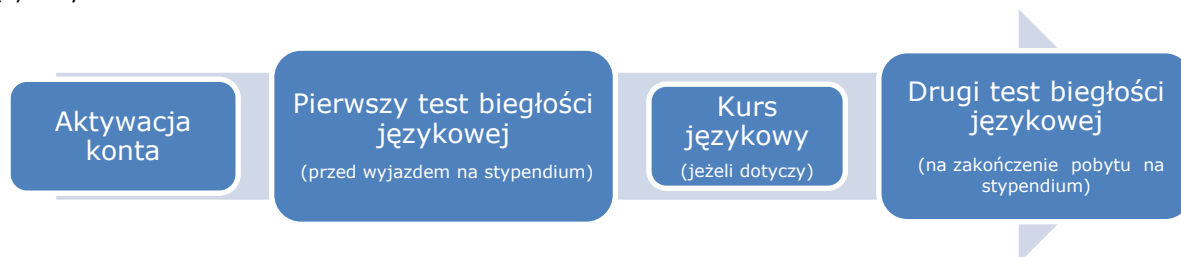 Aktywacja
konta
Pierwszy test biegłości
językowej
(przed wyjazdem na stypendium)
Kurs
językowy
(jeżeli dotyczy)
Drugi test biegłości
językowej
(na zakończenie pobytu na
stypendium)